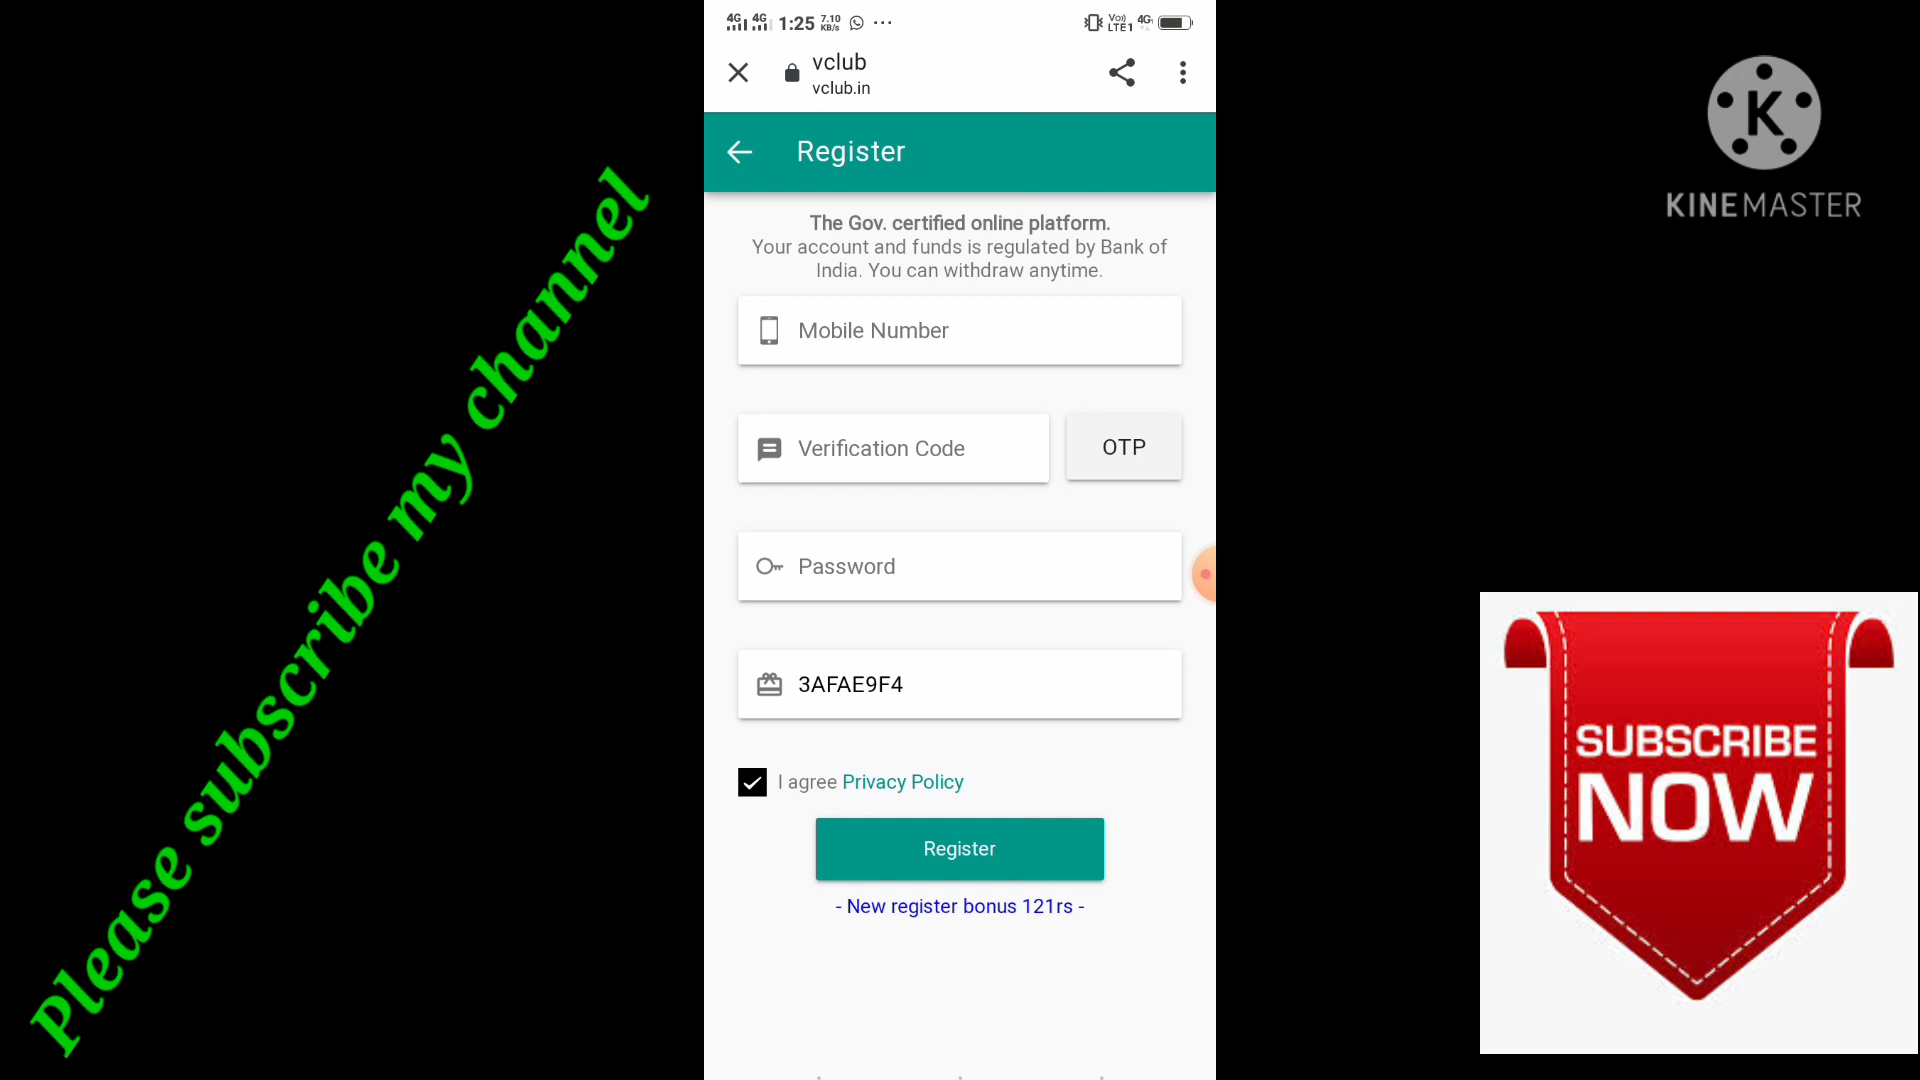 4G 4G 1:25 7.10 KB/s ... Vo) LTE1 4G
vclub
vclub.in
Register
The Gov. certified online platform.
Your account and funds is regulated by Bank of
India. You can withdraw anytime.
Mobile Number
Verification Code
OTP
Password
3AFAE9F4
I agree Privacy Policy
Register
- New register bonus 121rs -
Please subscribe my channel
K
KINEMASTER
SUBSCRIBE
NOW